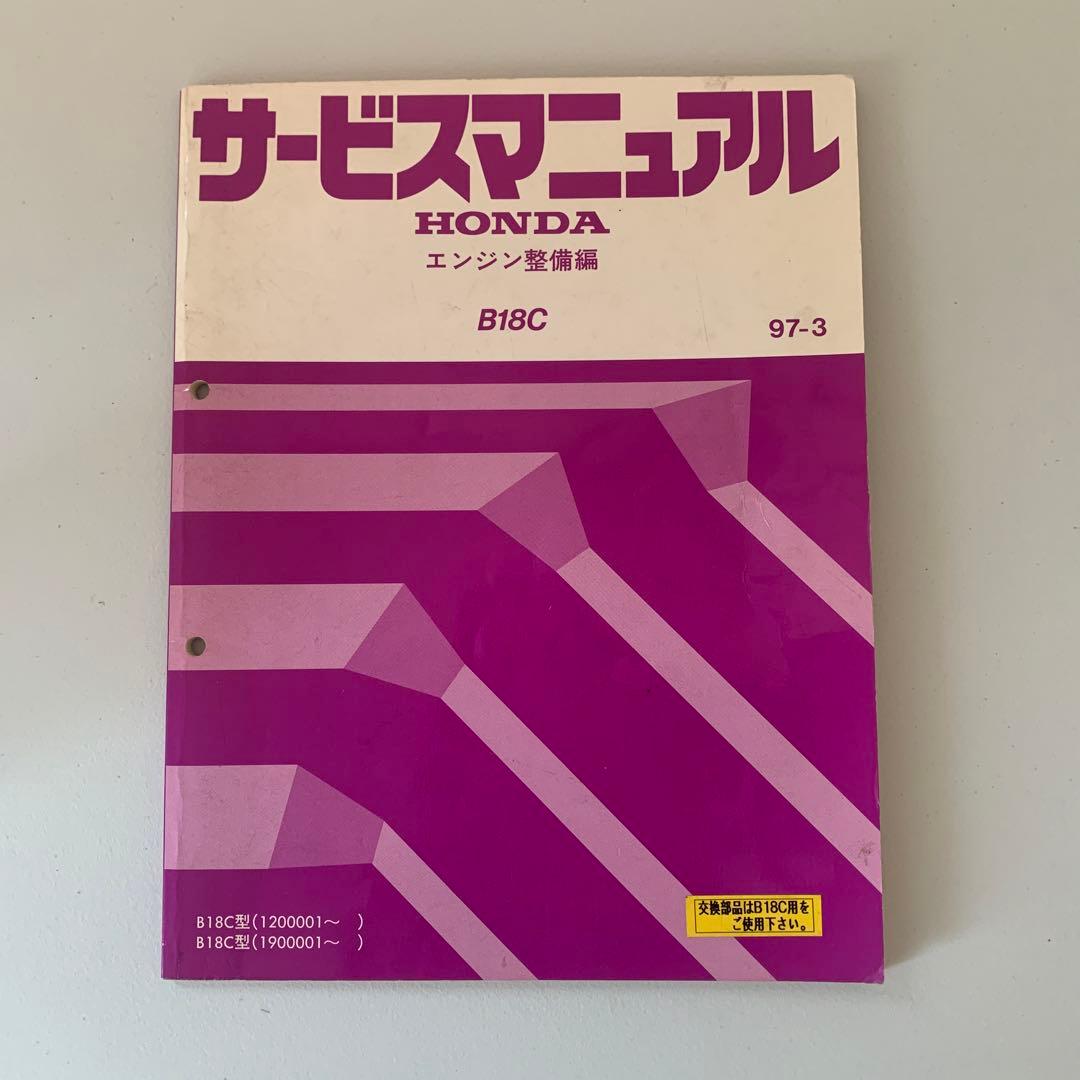 サービスマニュアル
HONDA
エンジン整備編
B18C
97-3
B18C型(1200001～　)
B18C型(1900001～　)
交換部品はB18C用を
ご使用下さい。